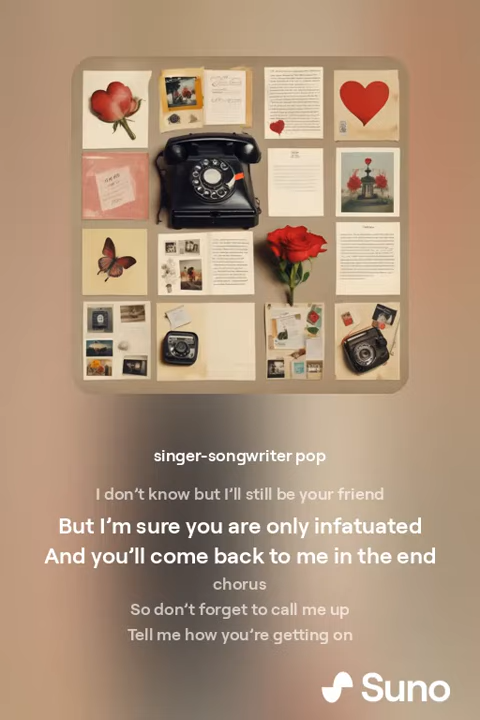 singer-songwriter pop
I don't know but I'll still be your friend
But I'm sure you are only infatuated
And you'll come back to me in the end
chorus
So don't forget to call me up
Tell me how you're getting on
Suno